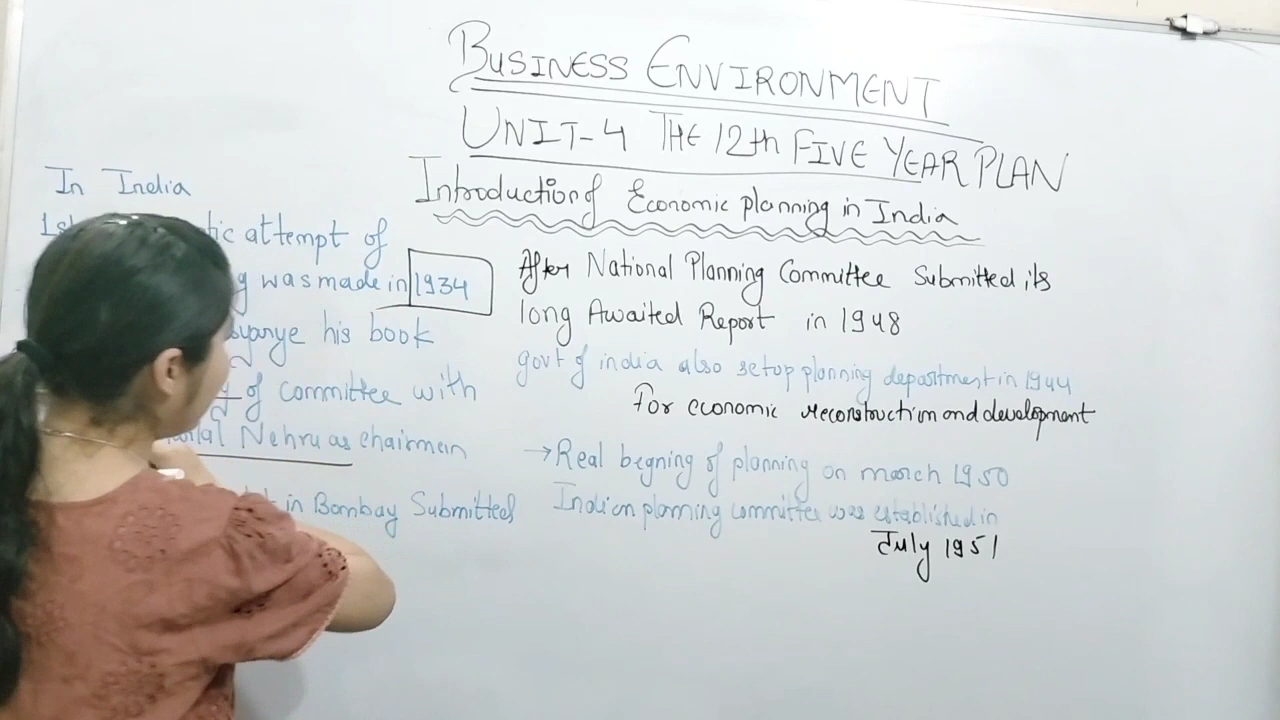 BUSINESS ENVIRONMENT
UNIT-4 THE 12th FIVE YEAR PLAN
Introduction of Economic planning in India
In India
1st tic attempt of
g was made in 1934
his book
of committee with
Nehru as chairman
in Bombay Submitted
After National Planning Committee Submitted its
long Awaited Report in 1948
govt of india also setup planning department in 1944
For economic reconstruction and development
→Real begning of planning on march 1950
Indian planning committee was established in
July 1951